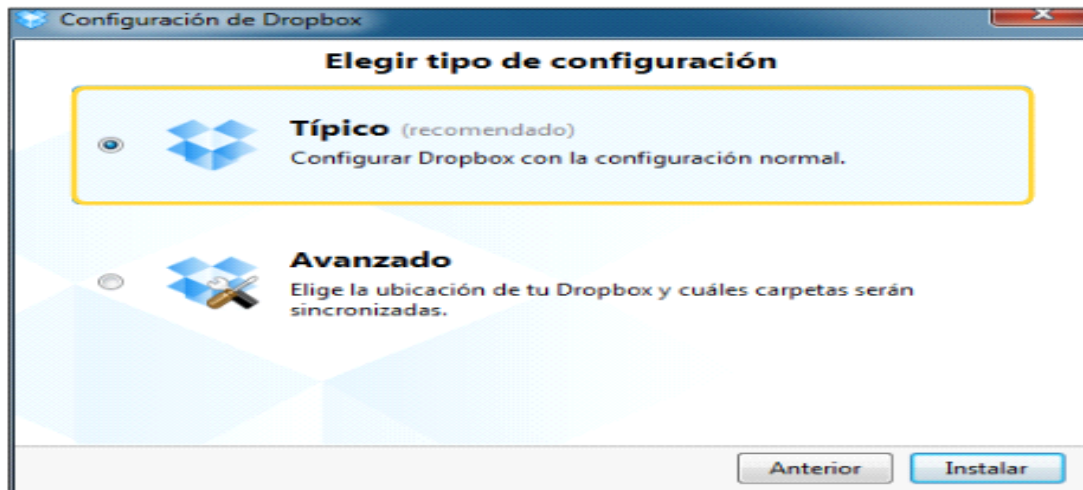 Configuración de Dropbox
Elegir tipo de configuración
Típico (recomendado)
Configurar Dropbox con la configuración normal.
Avanzado
Elige la ubicación de tu Dropbox y cuáles carpetas serán
sincronizadas.
Anterior Instalar